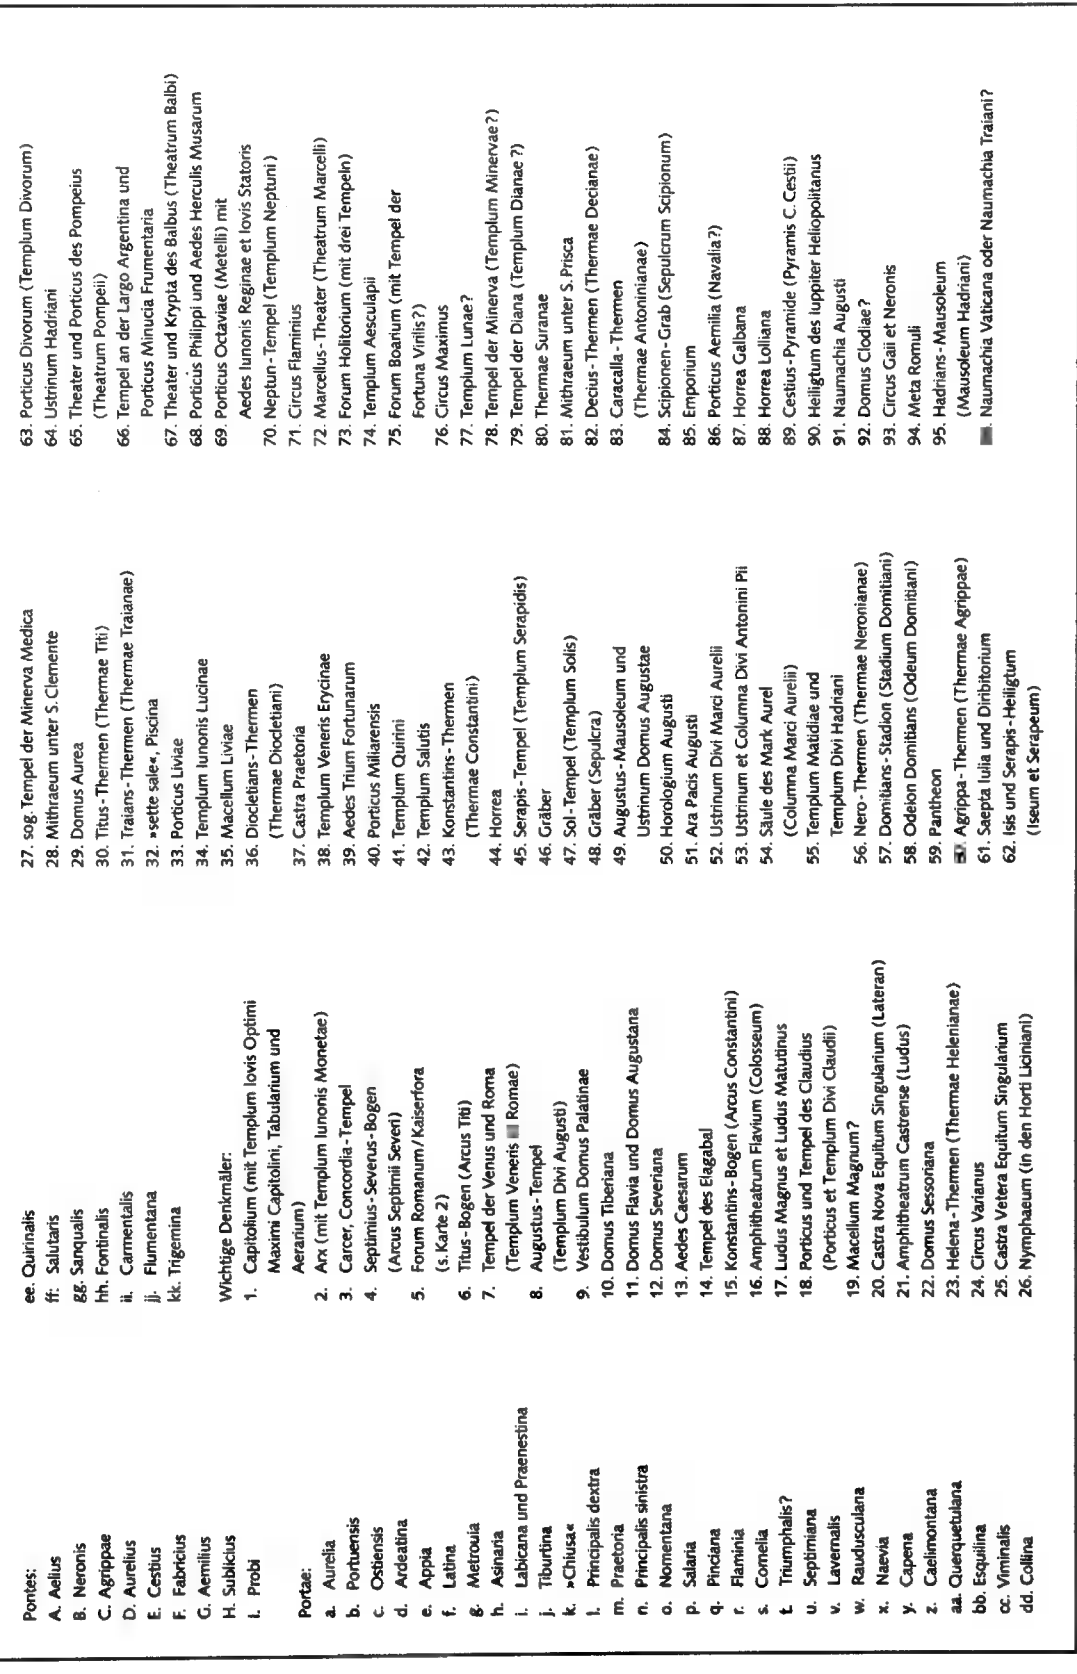 Pontes:
A. Aelius
B. Neronis
C. Agrippae
D. Aurelius
E. Cestius
F. Fabricius
G. Aemilius
H. Sublicius
I. Probi
Portae:
a. Aurelia
b. Portuensis
c. Ostiensis
d. Ardeatina
e. Appia
f. Latina
g. Metrouia
h. Asinaria
i. Labicana und Praenestina
j. Tiburtina
k. »Chiusa«
l. Principalis dextra
m. Praetoria
n. Principalis sinistra
o. Nomentana
p. Salaria
q. Pinciana
r. Flaminia
s. Cornelia
t. Triumphalis?
u. Septimiana
v. Lavernalis
w. Raudusculana
x. Naevia
y. Capena
z. Caelimontana
aa. Querquetulana
bb. Esquilina
cc. Viminalis
dd. Collina
ee. Quirinalis
ff. Salutaris
gg. Sanqualis
hh. Fontinalis
ii. Carmentalis
jj. Flumentana
kk. Trigemina
Wichtige Denkmäler:
1. Capitolium (mit Templum Iovis Optimi
Maximi Capitolini, Tabularium und
Aerarium)
2. Arx (mit Templum Iunonis Monetae)
3. Carcer, Concordia-Tempel
4. Septimius-Severus-Bogen
(Arcus Septimii Severi)
5. Forum Romanum/Kaiserfora
(s. Karte 2)
6. Titus-Bogen (Arcus Titi)
7. Tempel der Venus und Roma
(Templum Veneris Romae)
8. Augustus-Tempel
(Templum Divi Augusti)
9. Vestibulum Domus Palatinae
10. Domus Tiberiana
11. Domus Flavia und Domus Augustana
12. Domus Severiana
13. Aedes Caesarum
14. Tempel des Elagabal
15. Konstantins-Bogen (Arcus Constantini)
16. Amphitheatrum Flavium (Colosseum)
17. Ludus Magnus et Ludus Matutinus
18. Porticus und Tempel des Claudius
(Porticus et Templum Divi Claudii)
19. Macellum Magnum?
20. Castra Nova Equitum Singularium (Lateran)
21. Amphitheatrum Castrense (Ludus)
22. Domus Sessoriana
23. Helena-Thermen (Thermae Helenianae)
24. Circus Varianus
25. Castra Vetera Equitum Singularium
26. Nymphaeum (in den Horti Liciniani)
27. sog. Tempel der Minerva Medica
28. Mithraeum unter S. Clemente
29. Domus Aurea
30. Titus-Thermen (Thermae Titi)
31. Traians-Thermen (Thermae Traianae)
32. »sette sale«, Piscina
33. Porticus Liviae
34. Templum Iunonis Lucinae
35. Macellum Liviae
36. Diocletians-Thermen
(Thermae Diocletiani)
37. Castra Praetoria
38. Templum Veneris Erycinae
39. Aedes Trium Fortunarum
40. Porticus Miliarensis
41. Templum Quirini
42. Templum Salutis
43. Konstantins-Thermen
(Thermae Constantini)
44. Horrea
45. Serapis-Tempel (Templum Serapidis)
46. Gräber
47. Sol-Tempel (Templum Solis)
48. Gräber (Sepulcra)
49. Augustus-Mausoleum und
Ustrinum Domus Augustae
50. Horologium Augusti
51. Ara Pacis Augusti
52. Ustrinum Divi Marci Aurelii
53. Ustrinum et Columna Divi Antonini Pii
54. Säule des Mark Aurel
(Columna Marci Aurelii)
55. Templum Matidiae und
Templum Divi Hadriani
56. Nero-Thermen (Thermae Neronianae)
57. Domitians-Stadion (Stadium Domitiani)
58. Odeion Domitians (Odeum Domitiani)
59. Pantheon
Agrippa-Thermen (Thermae Agrippae)
61. Saepta Iulia und Diribitorium
62. Isis und Serapis-Heiligtum
(Iseum et Serapeum)
63. Porticus Divorum (Templum Divorum)
64. Ustrinum Hadriani
65. Theater und Porticus des Pompeius
(Theatrum Pompeii)
66. Tempel an der Largo Argentina und
Porticus Minucia Frumentaria
67. Theater und Krypta des Balbus (Theatrum Balbi)
68. Porticus Philippi und Aedes Herculis Musarum
69. Porticus Octaviae (Metelli) mit
Aedes Iunonis Reginae et Iovis Statoris
70. Neptun-Tempel (Templum Neptuni)
71. Circus Flaminius
72. Marcellus-Theater (Theatrum Marcelli)
73. Forum Holitorium (mit drei Tempeln)
74. Templum Aesculapii
75. Forum Boarium (mit Tempel der
Fortuna Virilis?)
76. Circus Maximus
77. Templum Lunae?
78. Tempel der Minerva (Templum Minervae?)
79. Tempel der Diana (Templum Dianae ?)
80. Thermae Suranae
81. Mithraeum unter S. Prisca
82. Decius-Thermen (Thermae Decianae)
83. Caracalla-Thermen
(Thermae Antoninianae)
84. Scipionen-Grab (Sepulcrum Scipionum)
85. Emporium
86. Porticus Aemilia (Navalia?)
87. Horrea Galbana
88. Horrea Lolliana
89. Cestius-Pyramide (Pyramis C. Cestii)
90. Heiligtum des Iuppiter Heliopolitanus
91. Naumachia Augusti
92. Domus Clodiae?
93. Circus Gaii et Neronis
94. Meta Romuli
95. Hadrians-Mausoleum
(Mausoleum Hadriani)
Naumachia Vaticana oder Naumachia Traiani?